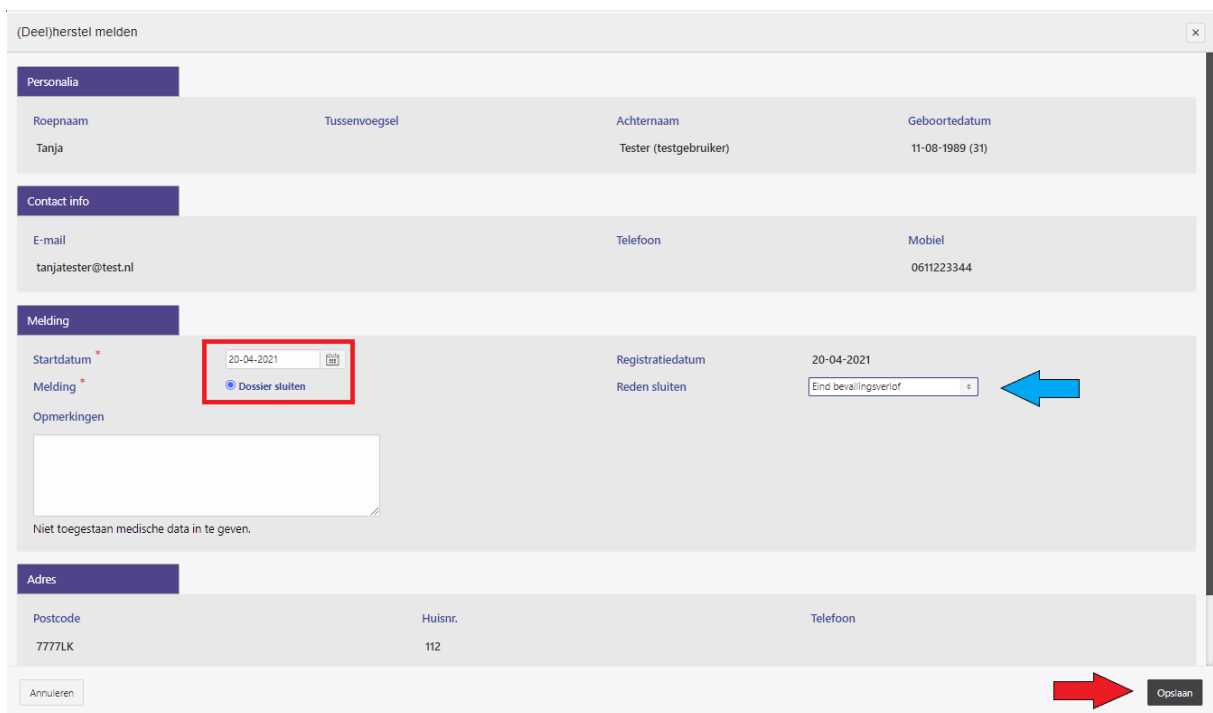 (Deel)herstel melden
Personalia
Roepnaam Tussenvoegsel Achternaam Geboortedatum
Tanja Tester (testgebruiker) 11-08-1989 (31)
Contact info
E-mail Telefoon Mobiel
tanjatester@test.nl 0611223344
Melding
Startdatum * 20-04-2021 Registratiedatum 20-04-2021
Melding * Dossier sluiten Reden sluiten Eind bevallingsverlof
Opmerkingen
Niet toegestaan medische data in te geven.
Adres
Postcode Huisnr. Telefoon
7777LK 112
Annuleren Opslaan